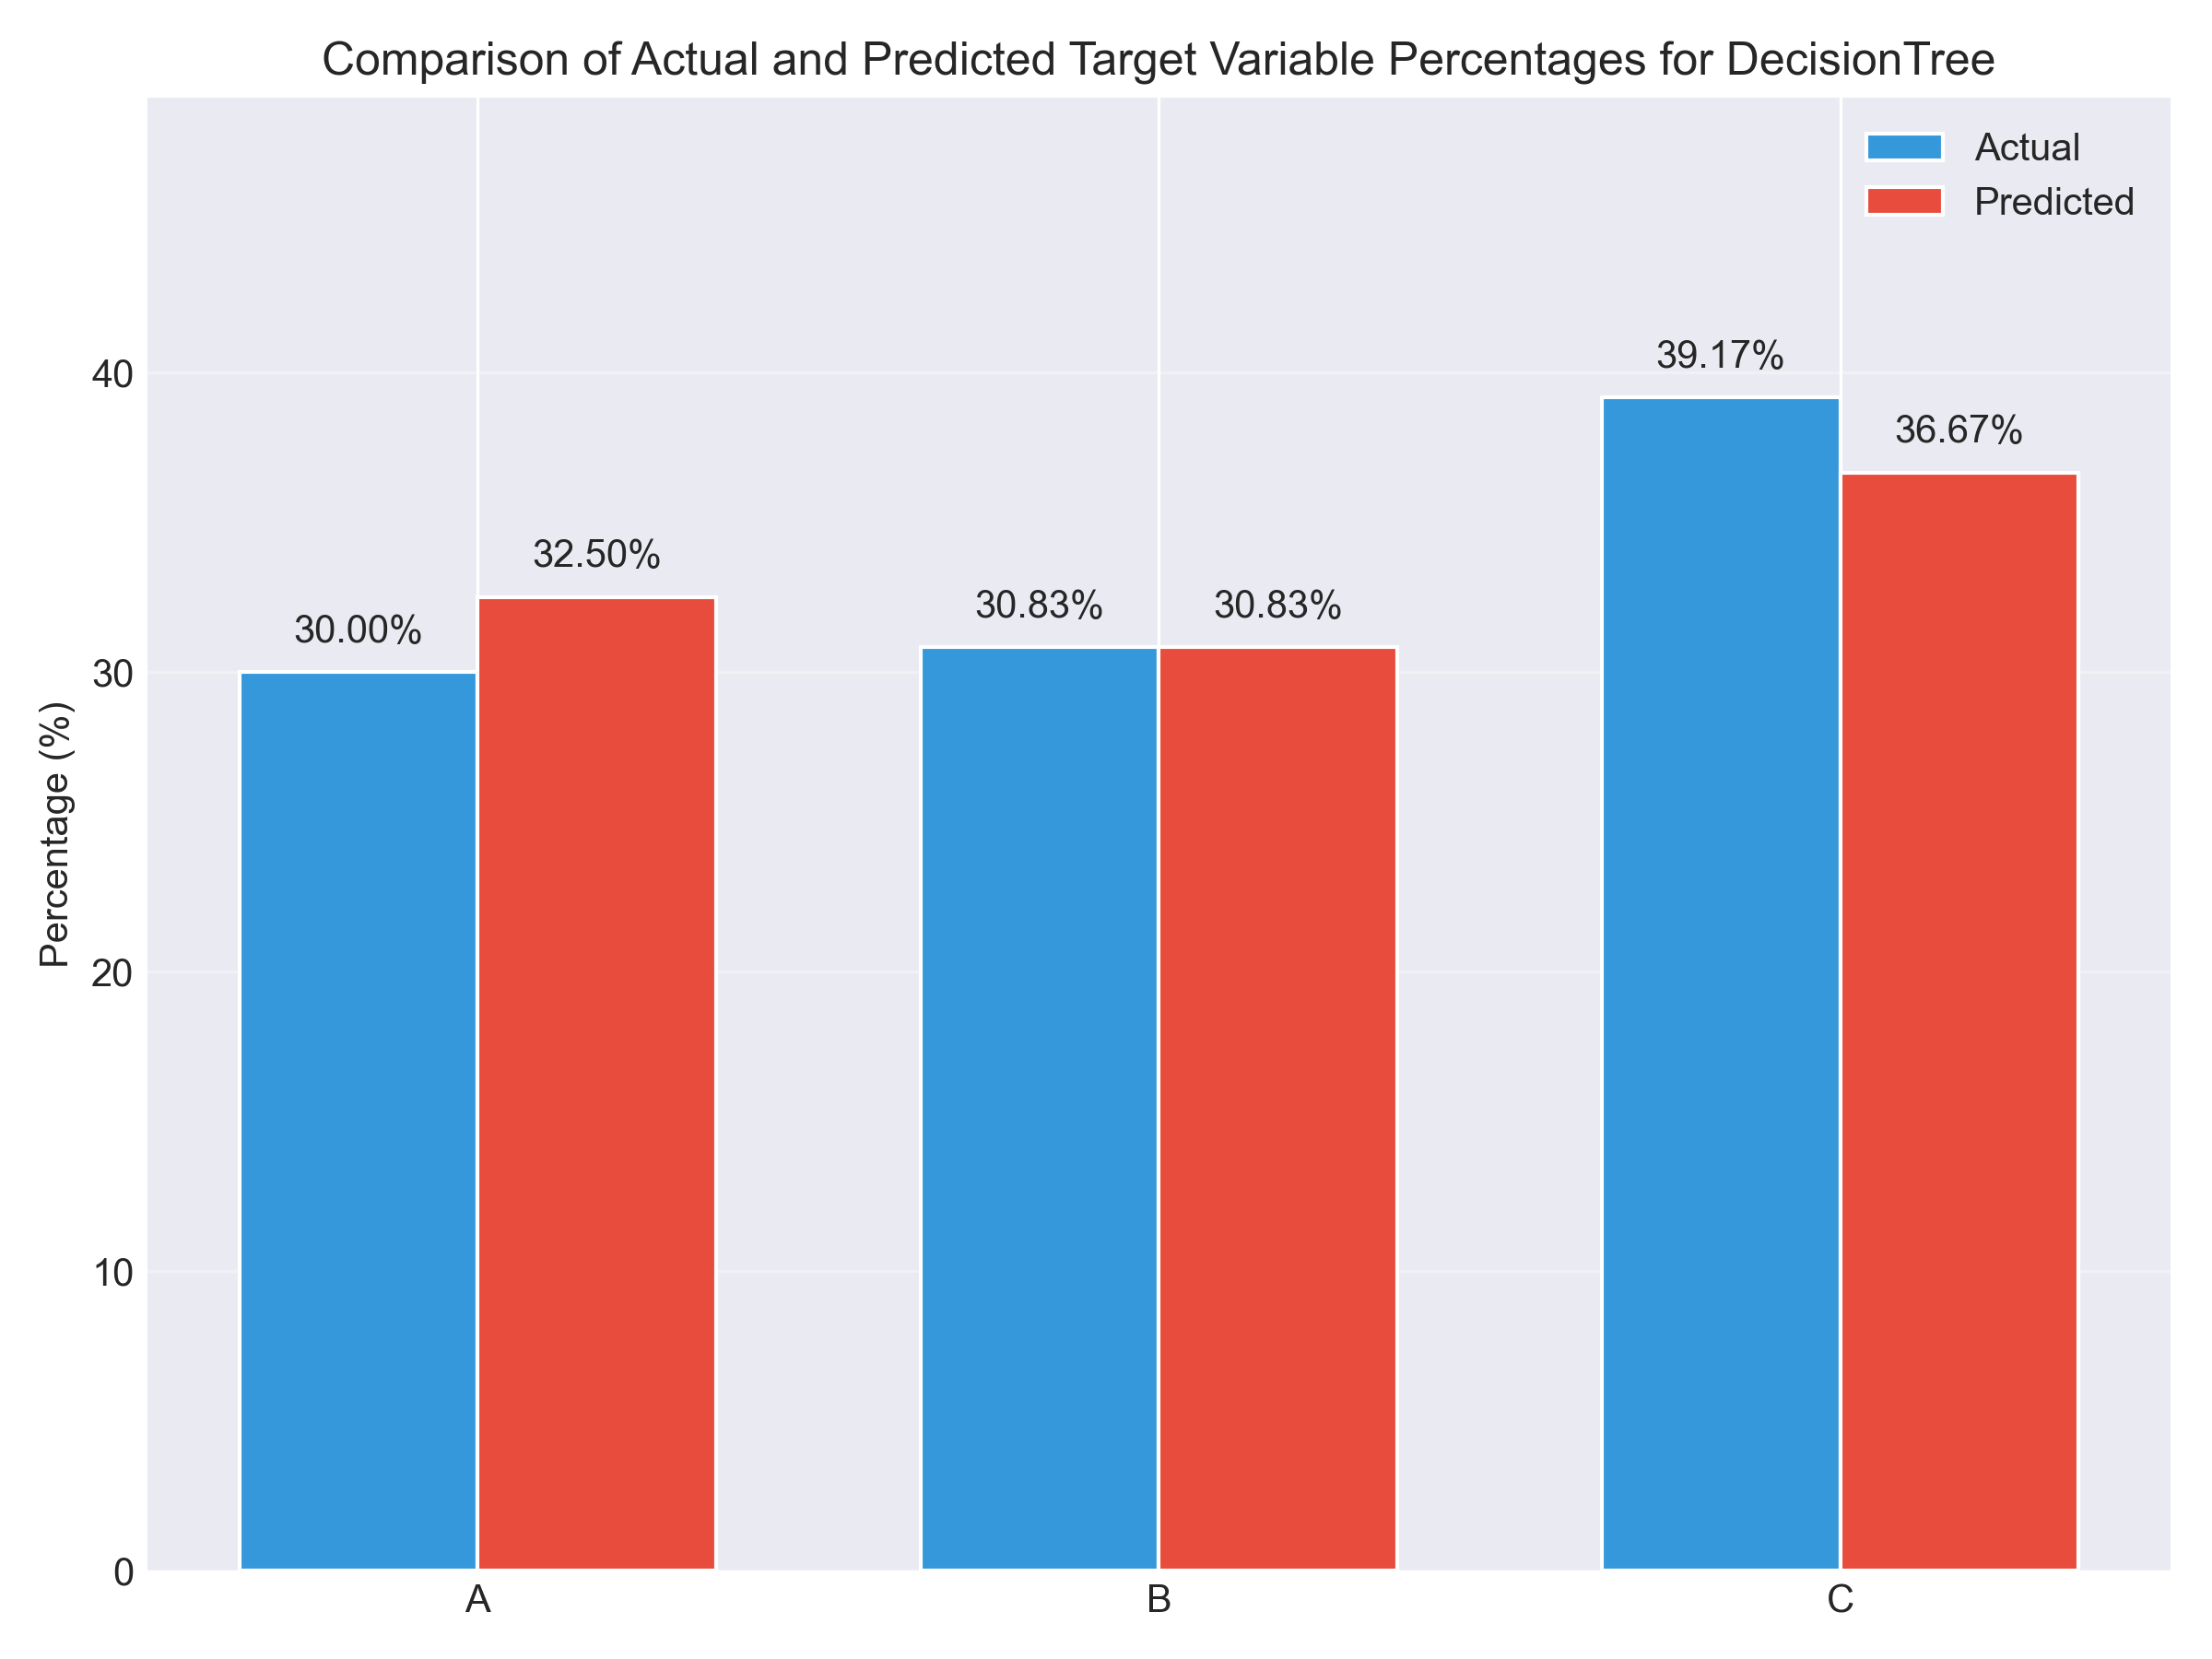 Comparison of Actual and Predicted Target Variable Percentages for DecisionTree
Actual
Predicted
Percentage (%)
40
30
20
10
0
30.00%
32.50%
30.83%
30.83%
39.17%
36.67%
A
B
C